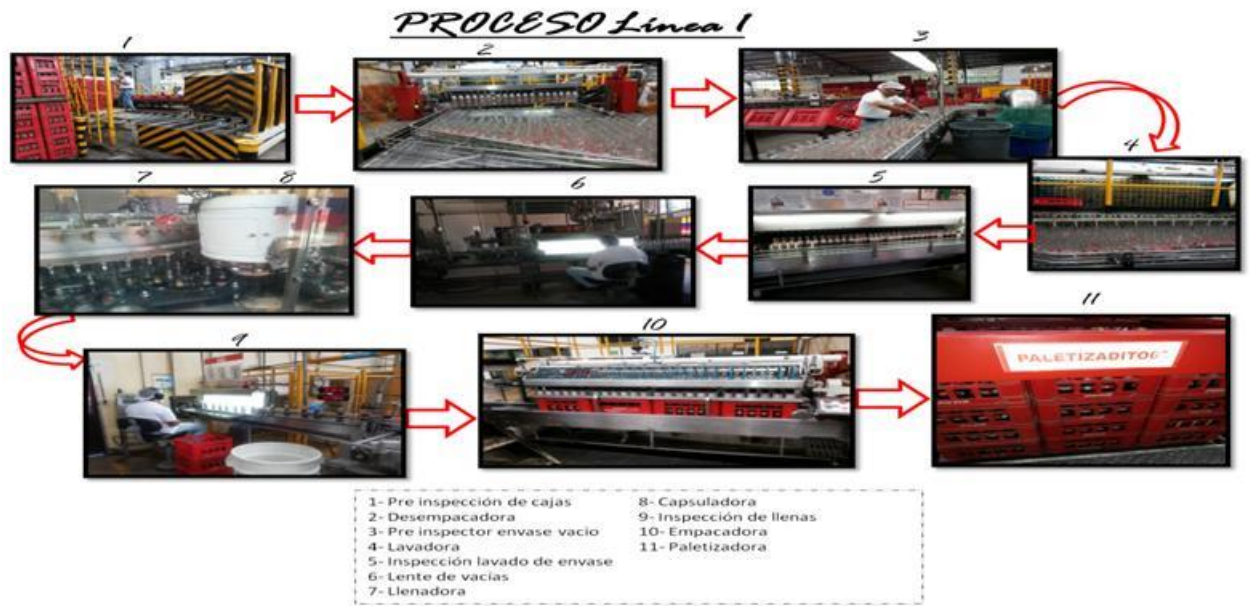 PROCESO Línea 1
1
2
3
4
7
8
6
5
9
10
11
PALETIZADITO
1- Pre inspección de cajas
2- Desempacadora
3- Pre inspector envase vacio
4- Lavadora
5- Inspección lavado de envase
6- Lente de vacías
7- Llenadora
8- Capsuladora
9- Inspección de llenas
10- Empacadora
11- Paletizadora